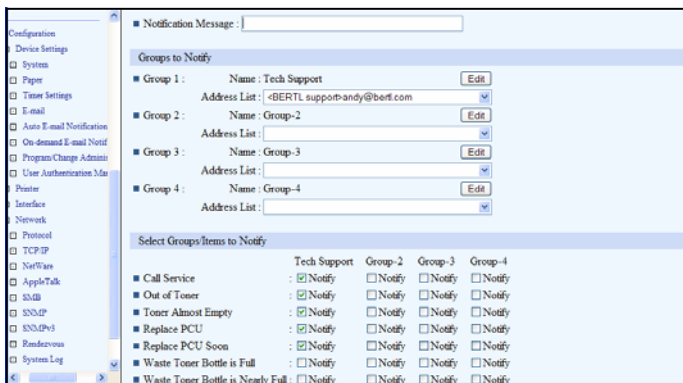 Configuration
Device Settings
System
Paper
Timer Settings
E-mail
Auto E-mail Notification
On-demand E-mail Notif
Program/Change Adminis
User Authentication Man
Printer
Interface
Network
Protocol
TCP/IP
NetWare
AppleTalk
SMB
SNMP
SNMPv3
Rendezvous
System Log
Notification Message :
Groups to Notify
Group 1 : Name : Tech Support Edit
Address List : <BERTL support>andy@bertl.com
Group 2 : Name : Group-2 Edit
Address List :
Group 3 : Name : Group-3 Edit
Address List :
Group 4 : Name : Group-4 Edit
Address List :
Select Groups/Items to Notify
Tech Support Group-2 Group-3 Group-4
Call Service : Notify Notify Notify Notify
Out of Toner : Notify Notify Notify Notify
Toner Almost Empty : Notify Notify Notify Notify
Replace PCU : Notify Notify Notify Notify
Replace PCU Soon : Notify Notify Notify Notify
Waste Toner Bottle is Full : Notify Notify Notify Notify
Waste Toner Bottle is Nearly Full : Notify Notify Notify Notify